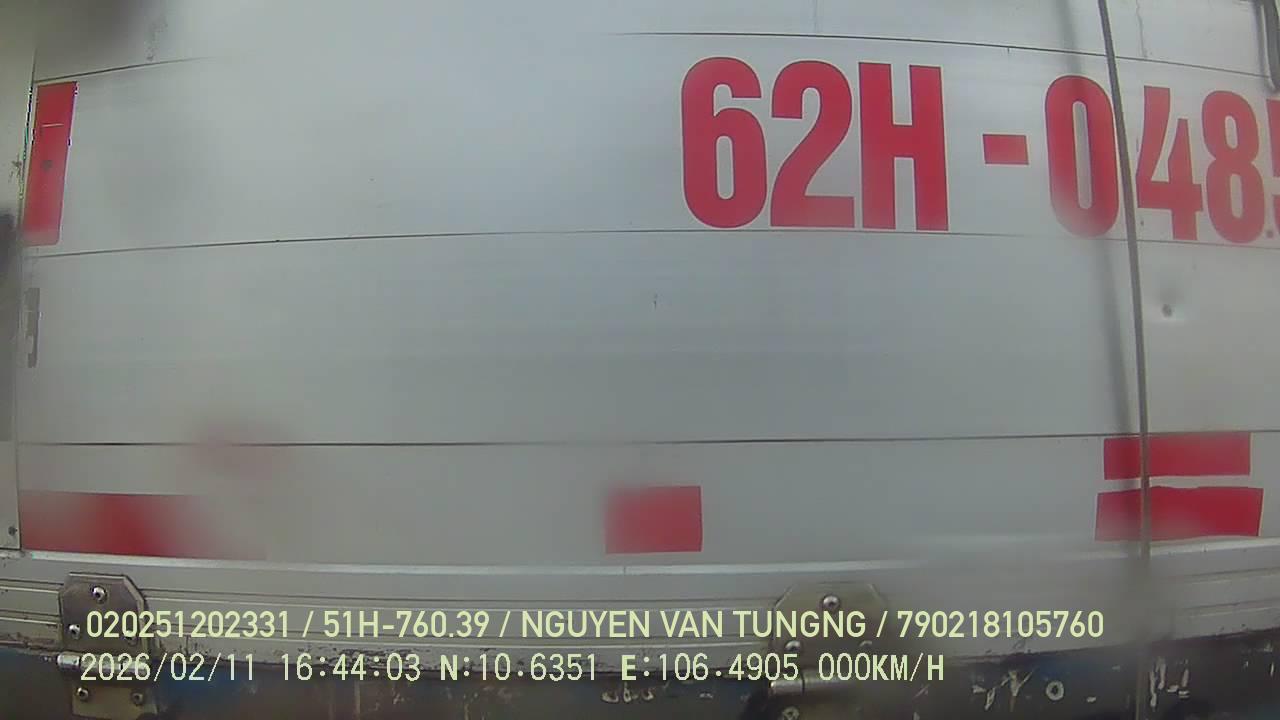 62H-048
020251202331 / 51H-760.39 / NGUYEN VAN TUNGNG / 790218105760
2026/02/11 16:44:03 N:10.6351 E:106.4905 000KM/H